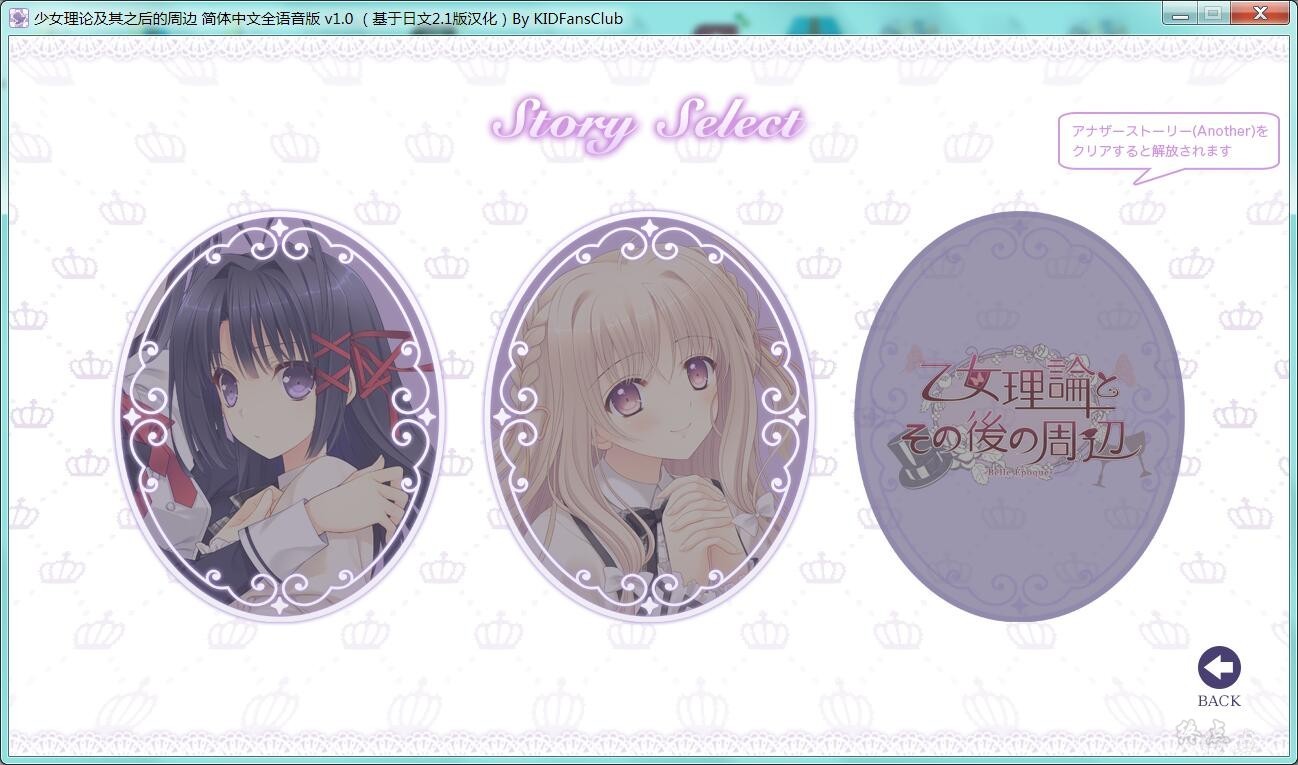 少女理论及其之后的周边 简体中文全语音版 v1.0 （基于日文2.1版汉化）By KIDFansClub
Story Select
アナザーストーリー(Another)を
クリアすると解放されます
乙女理論と
その後の周辺
-Belle Époque-
BACK